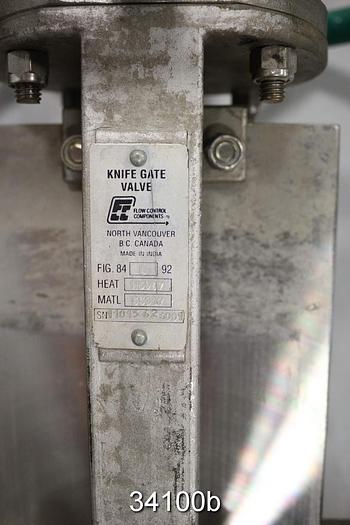 KNIFE GATE
VALVE
FLOW CONTROL
COMPONENTS
NORTH VANCOUVER
B.C. CANADA
MADE IN INDIA
FIG. 84 92
HEAT
MATL
SN
34100b